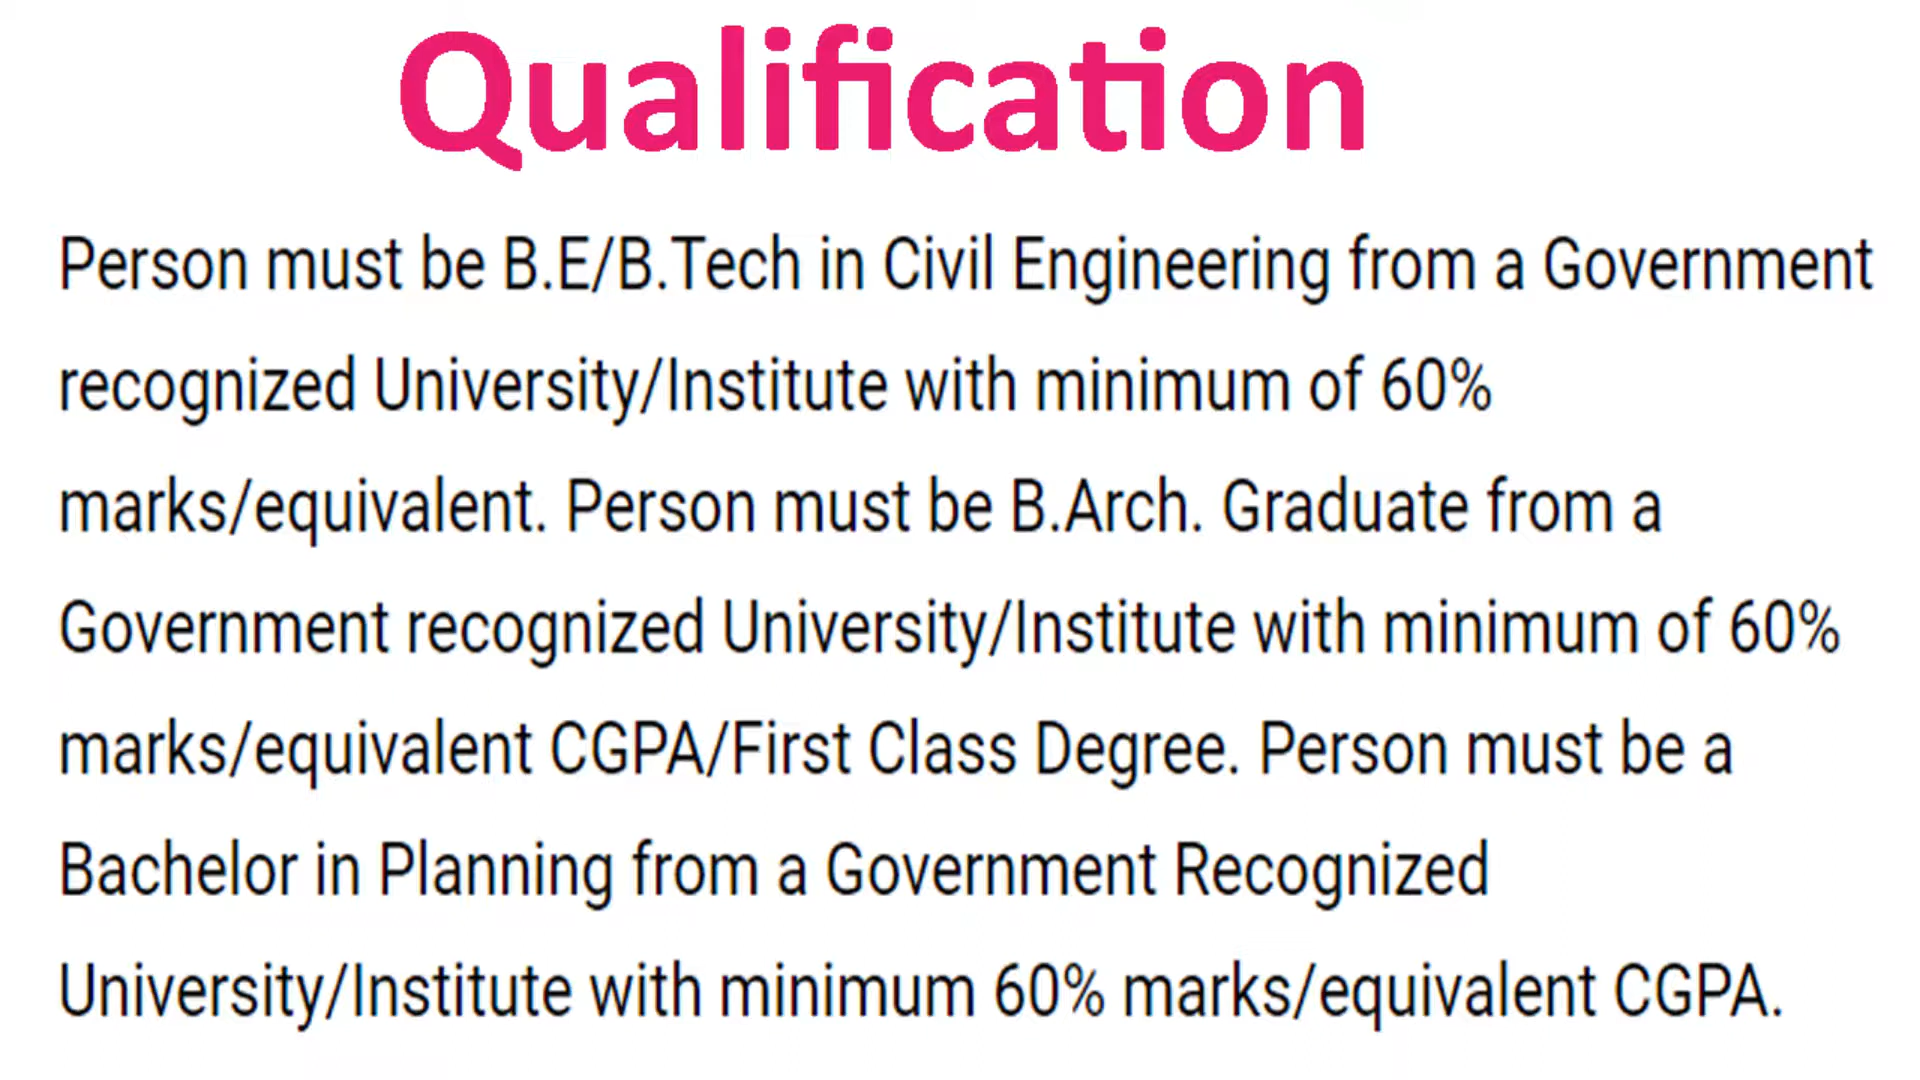 Qualification
Person must be B.E/B.Tech in Civil Engineering from a Government
recognized University/Institute with minimum of 60%
marks/equivalent. Person must be B.Arch. Graduate from a
Government recognized University/Institute with minimum of 60%
marks/equivalent CGPA/First Class Degree. Person must be a
Bachelor in Planning from a Government Recognized
University/Institute with minimum 60% marks/equivalent CGPA.